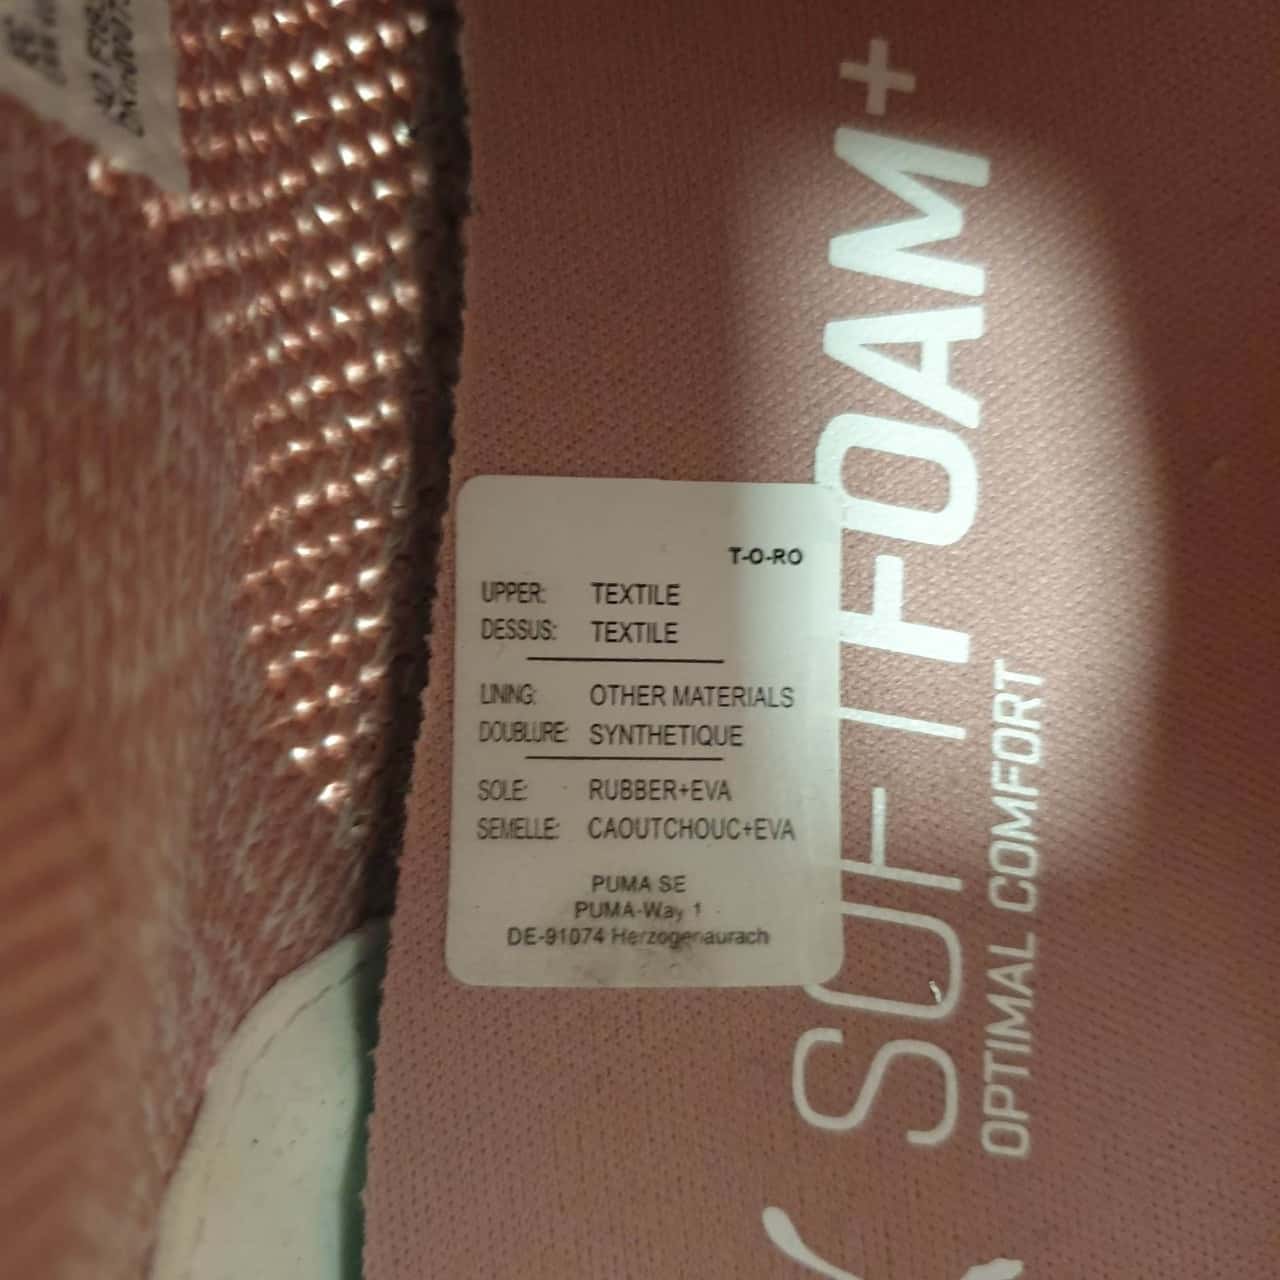 T-O-RO
UPPER: TEXTILE
DESSUS: TEXTILE
LINING: OTHER MATERIALS
DOUBLURE: SYNTHETIQUE
SOLE: RUBBER+EVA
SEMELLE: CAOUTCHOUC+EVA
PUMA SE
PUMA-Way 1
DE-91074 Herzogenaurach
SOFTFOAM+
OPTIMAL COMFORT